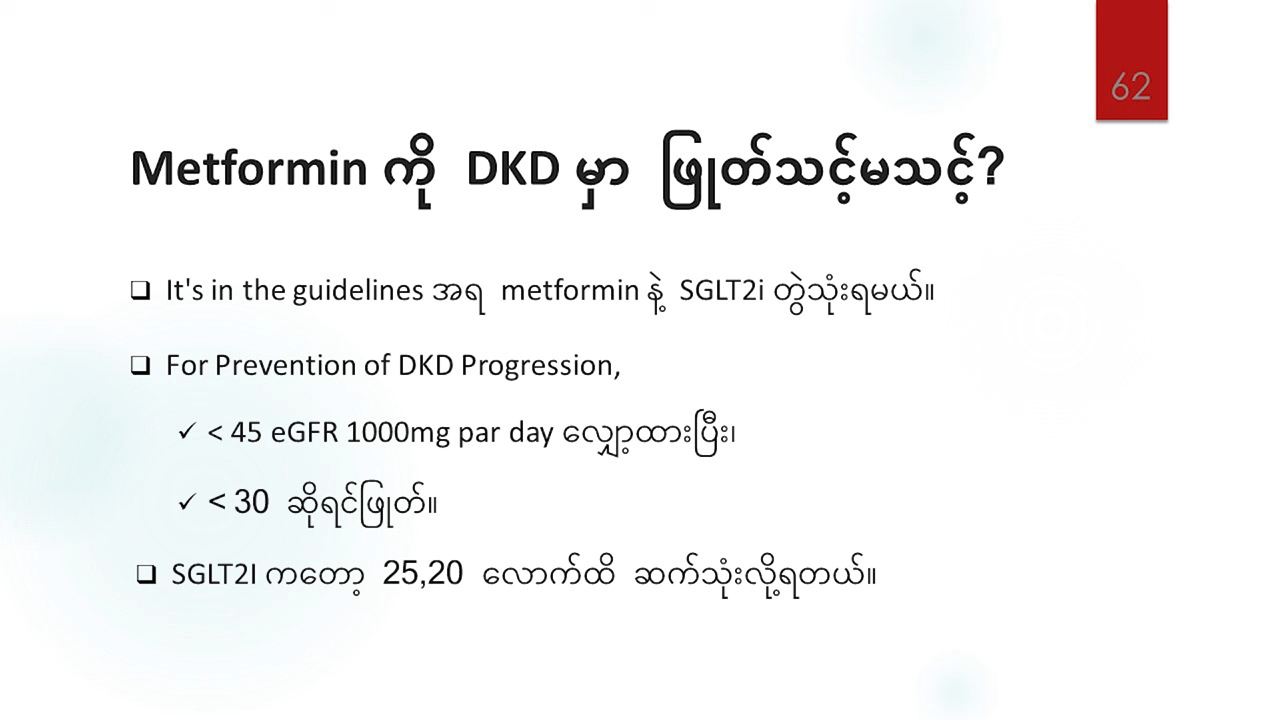 62
Metformin ကို DKD မှာ ဖြုတ်သင့်မသင့်?
It's in the guidelines အရ metformin နဲ့ SGLT2i တွဲသုံးရမယ်။
For Prevention of DKD Progression,
< 45 eGFR 1000mg par day လျှော့ထားပြီး၊
< 30 ဆိုရင်ဖြုတ်။
SGLT2I ကတော့ 25,20 လောက်ထိ ဆက်သုံးလို့ရတယ်။